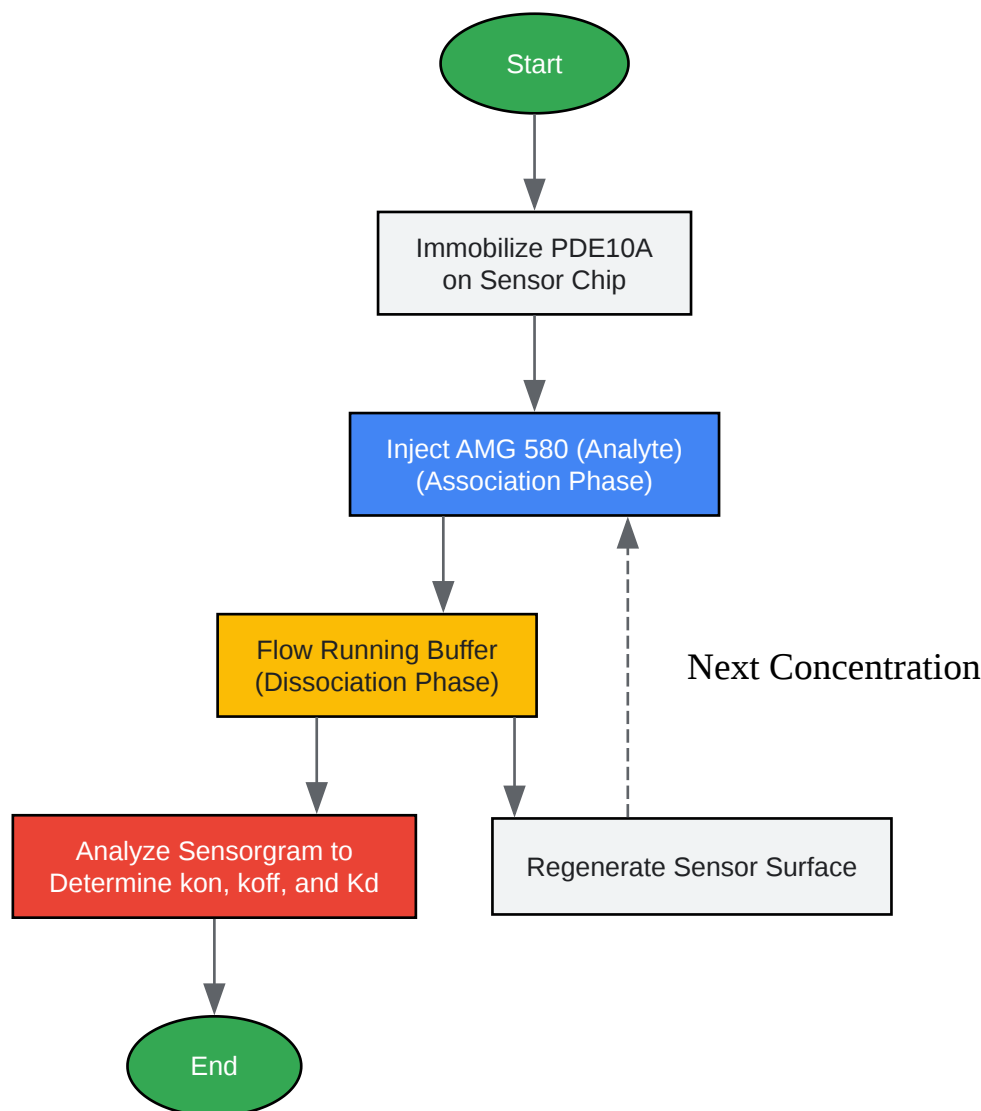 Start
Immobilize PDE10A
on Sensor Chip
Inject AMG 580 (Analyte)
(Association Phase)
Flow Running Buffer
(Dissociation Phase)
Next Concentration
Analyze Sensorgram to
Determine kon, koff, and Kd
Regenerate Sensor Surface
End